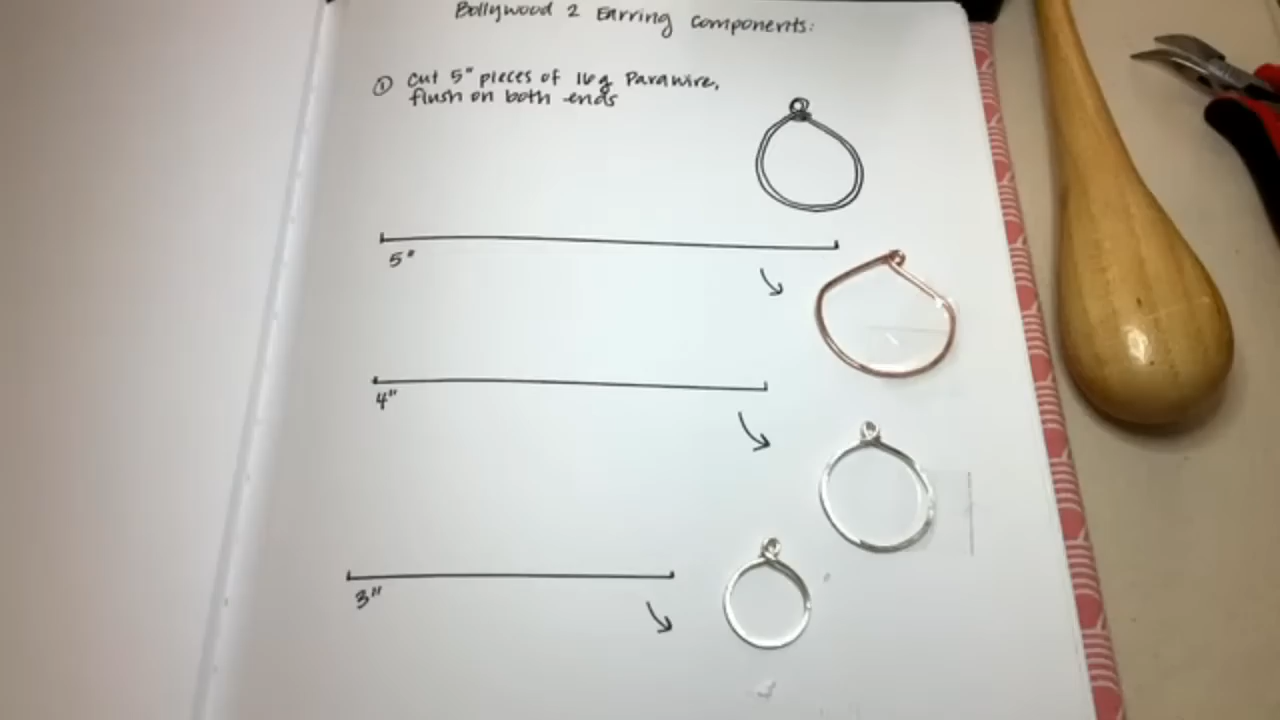 Bollywood 2 Earring Components:
① Cut 5" pieces of 16g Parawire,
flush on both ends
5"
4"
3"